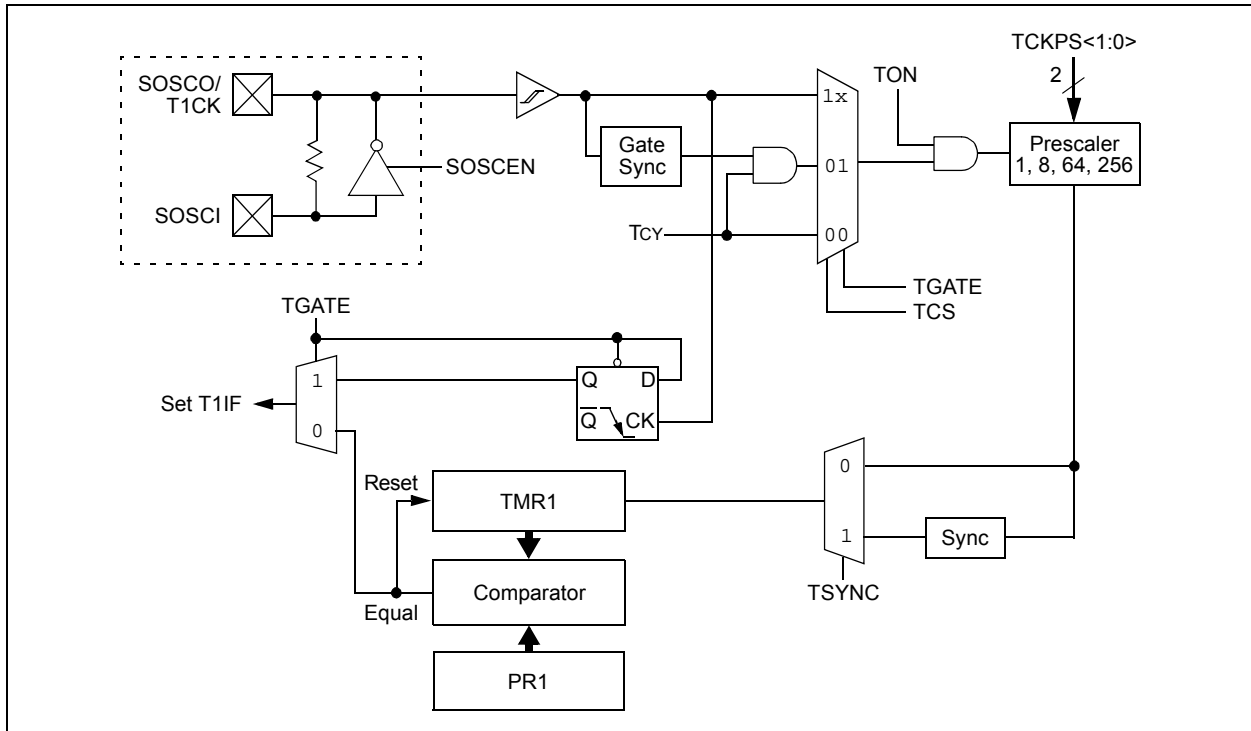 TCKPS<1:0>
2
SOSCO/
T1CK
TON
1x
Prescaler
1, 8, 64, 256
Gate
Sync
SOSCEN
01
SOSCI
TCY
00
TGATE
TCS
TGATE
1
Q
D
Set T1IF
Q
CK
0
Reset
TMR1
0
1
Sync
Comparator
TSYNC
Equal
PR1